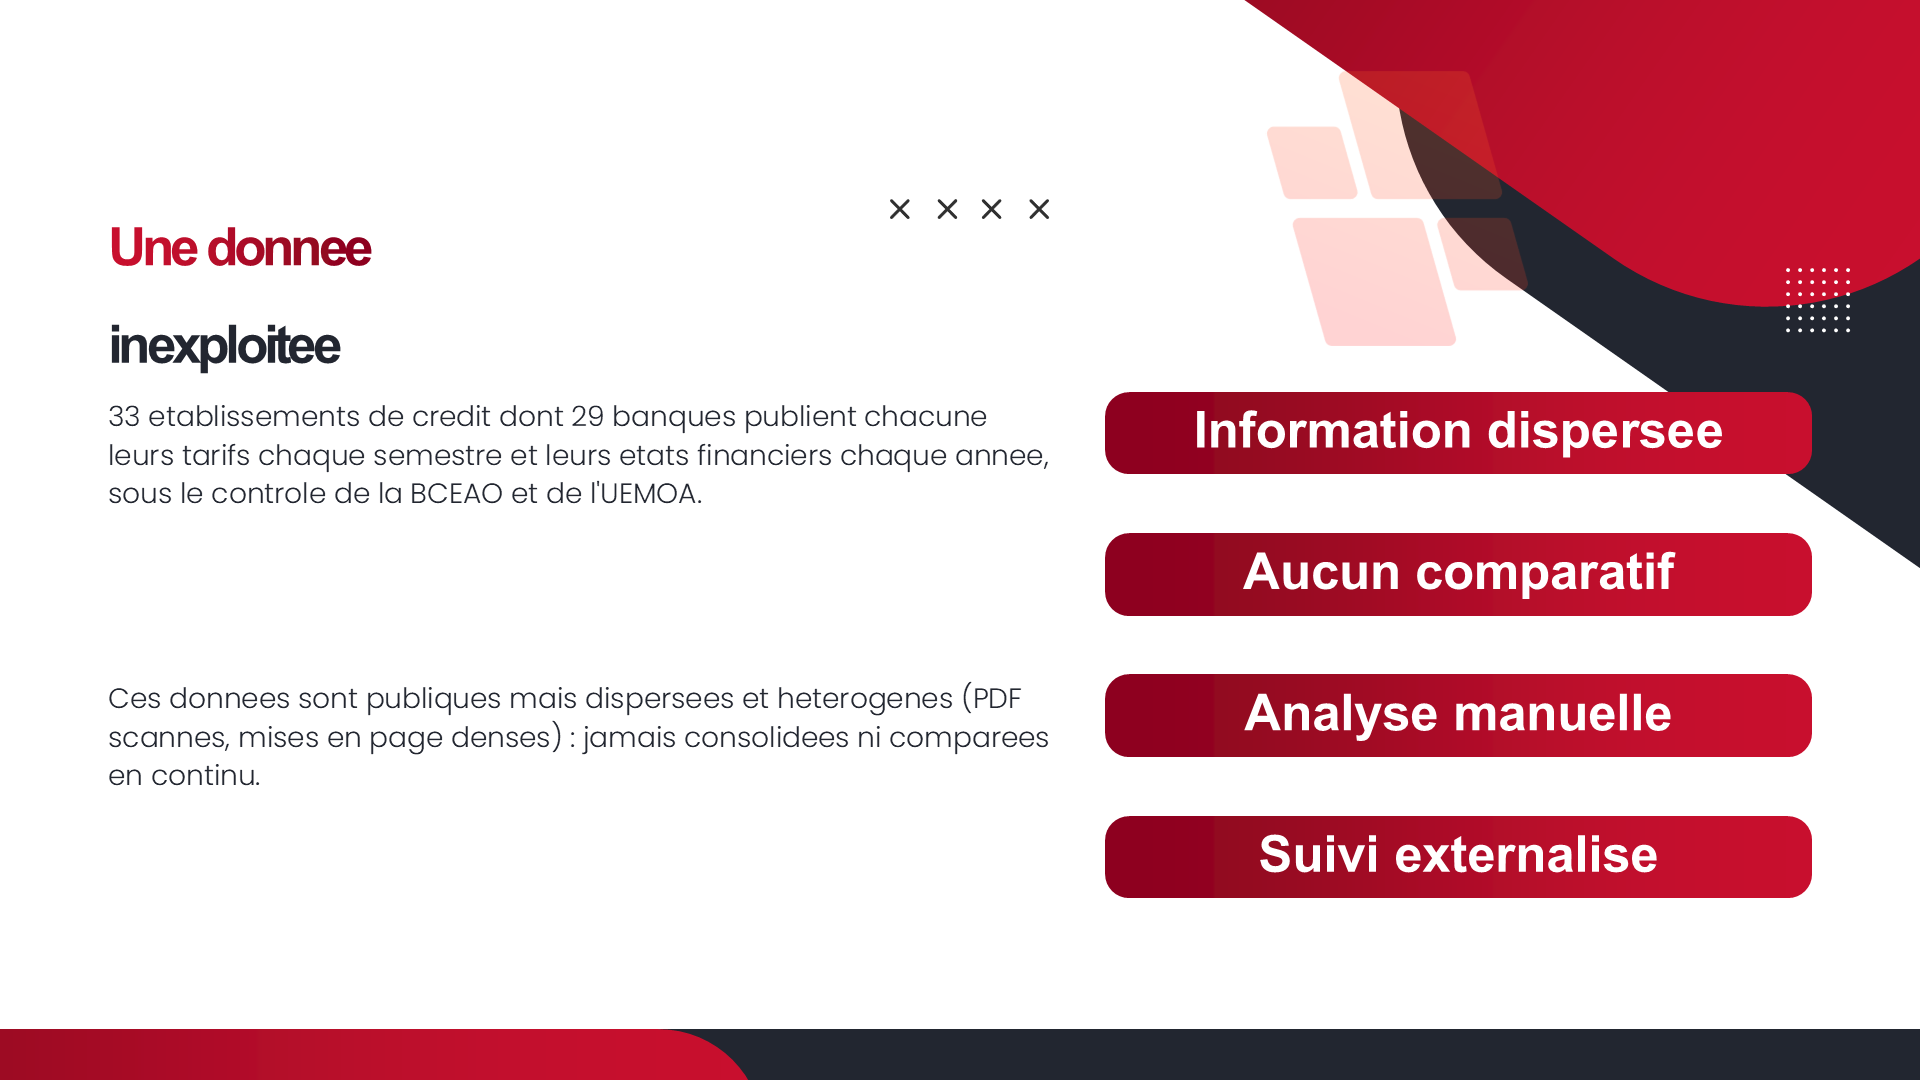 Une donnee
inexploitee
33 etablissements de credit dont 29 banques publient chacune
leurs tarifs chaque semestre et leurs etats financiers chaque annee,
sous le controle de la BCEAO et de l'UEMOA.
Ces donnees sont publiques mais dispersees et heterogenes (PDF
scannes, mises en page denses) : jamais consolidees ni comparees
en continu.
Information dispersee
Aucun comparatif
Analyse manuelle
Suivi externalise